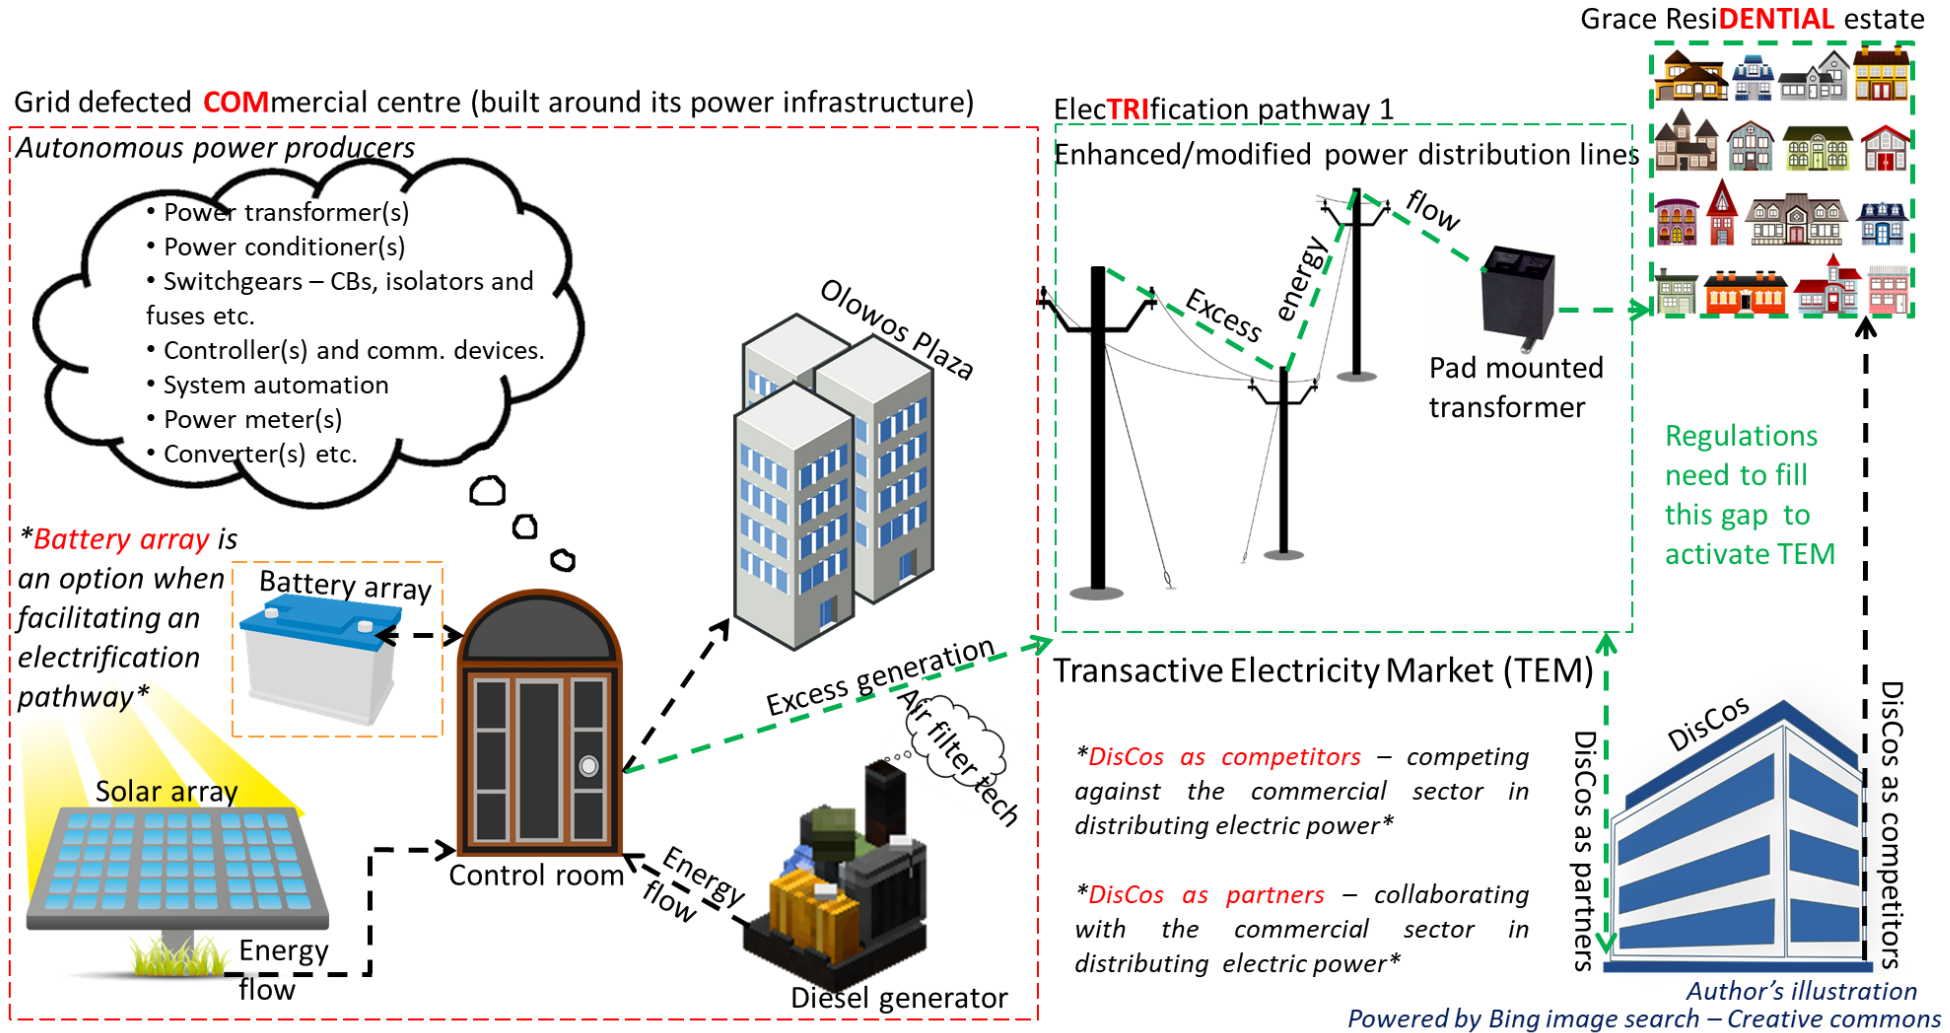 Grace ResiDENTIAL estate
Grid defected COMmercial centre (built around its power infrastructure)
Autonomous power producers
• Power transformer(s)
• Power conditioner(s)
• Switchgears – CBs, isolators and
fuses etc.
• Controller(s) and comm. devices.
• System automation
• Power meter(s)
• Converter(s) etc.
*Battery array is
an option when
facilitating an
electrification
pathway*
Battery array
Solar array
Energy
flow
Control room
Energy
flow
Olowos Plaza
Excess generation
Air filter tech
Diesel generator
ElecTRIfication pathway 1
Enhanced/modified power distribution lines
Excess
energy
flow
Pad mounted
transformer
Regulations
need to fill
this gap to
activate TEM
Transactive Electricity Market (TEM)
*DisCos as competitors – competing
against the commercial sector in
distributing electric power*
*DisCos as partners – collaborating
with the commercial sector in
distributing electric power*
DisCos as partners
DisCos
DisCos as competitors
Author's illustration
Powered by Bing image search – Creative commons